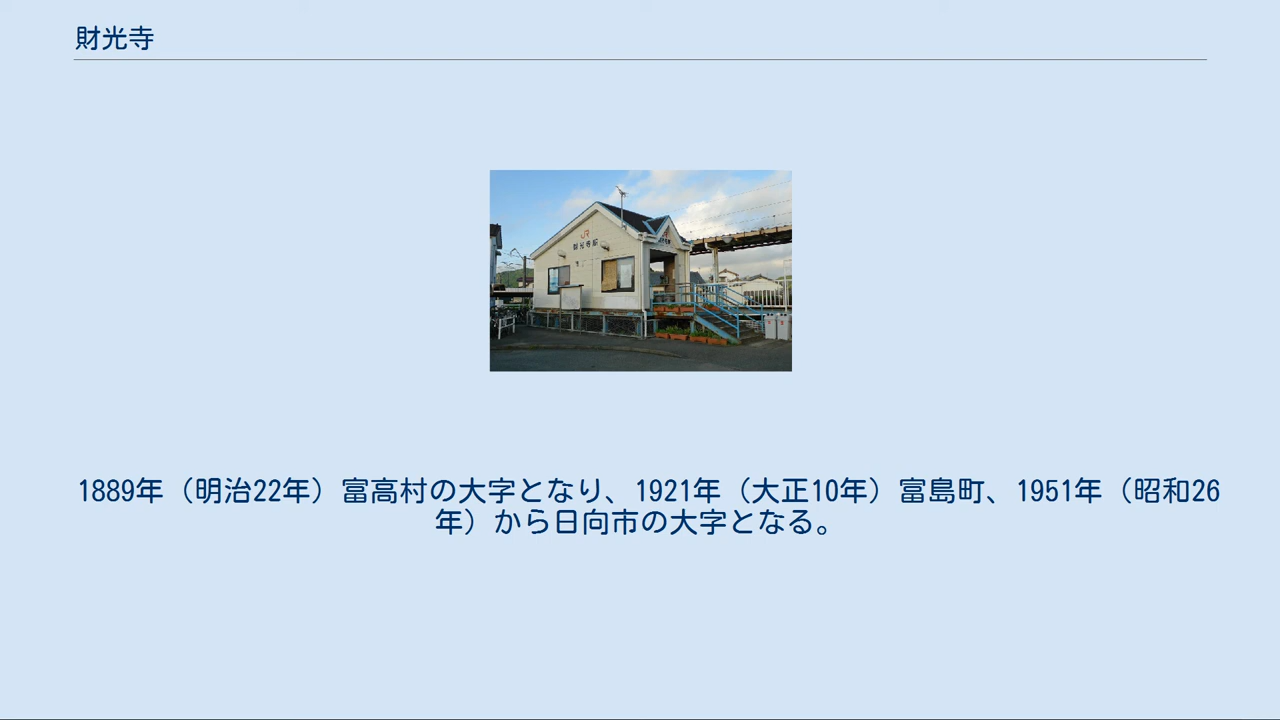 財光寺
JR
財光寺駅
1889年（明治22年）富高村の大字となり、1921年（大正10年）富島町、1951年（昭和26
年）から日向市の大字となる。